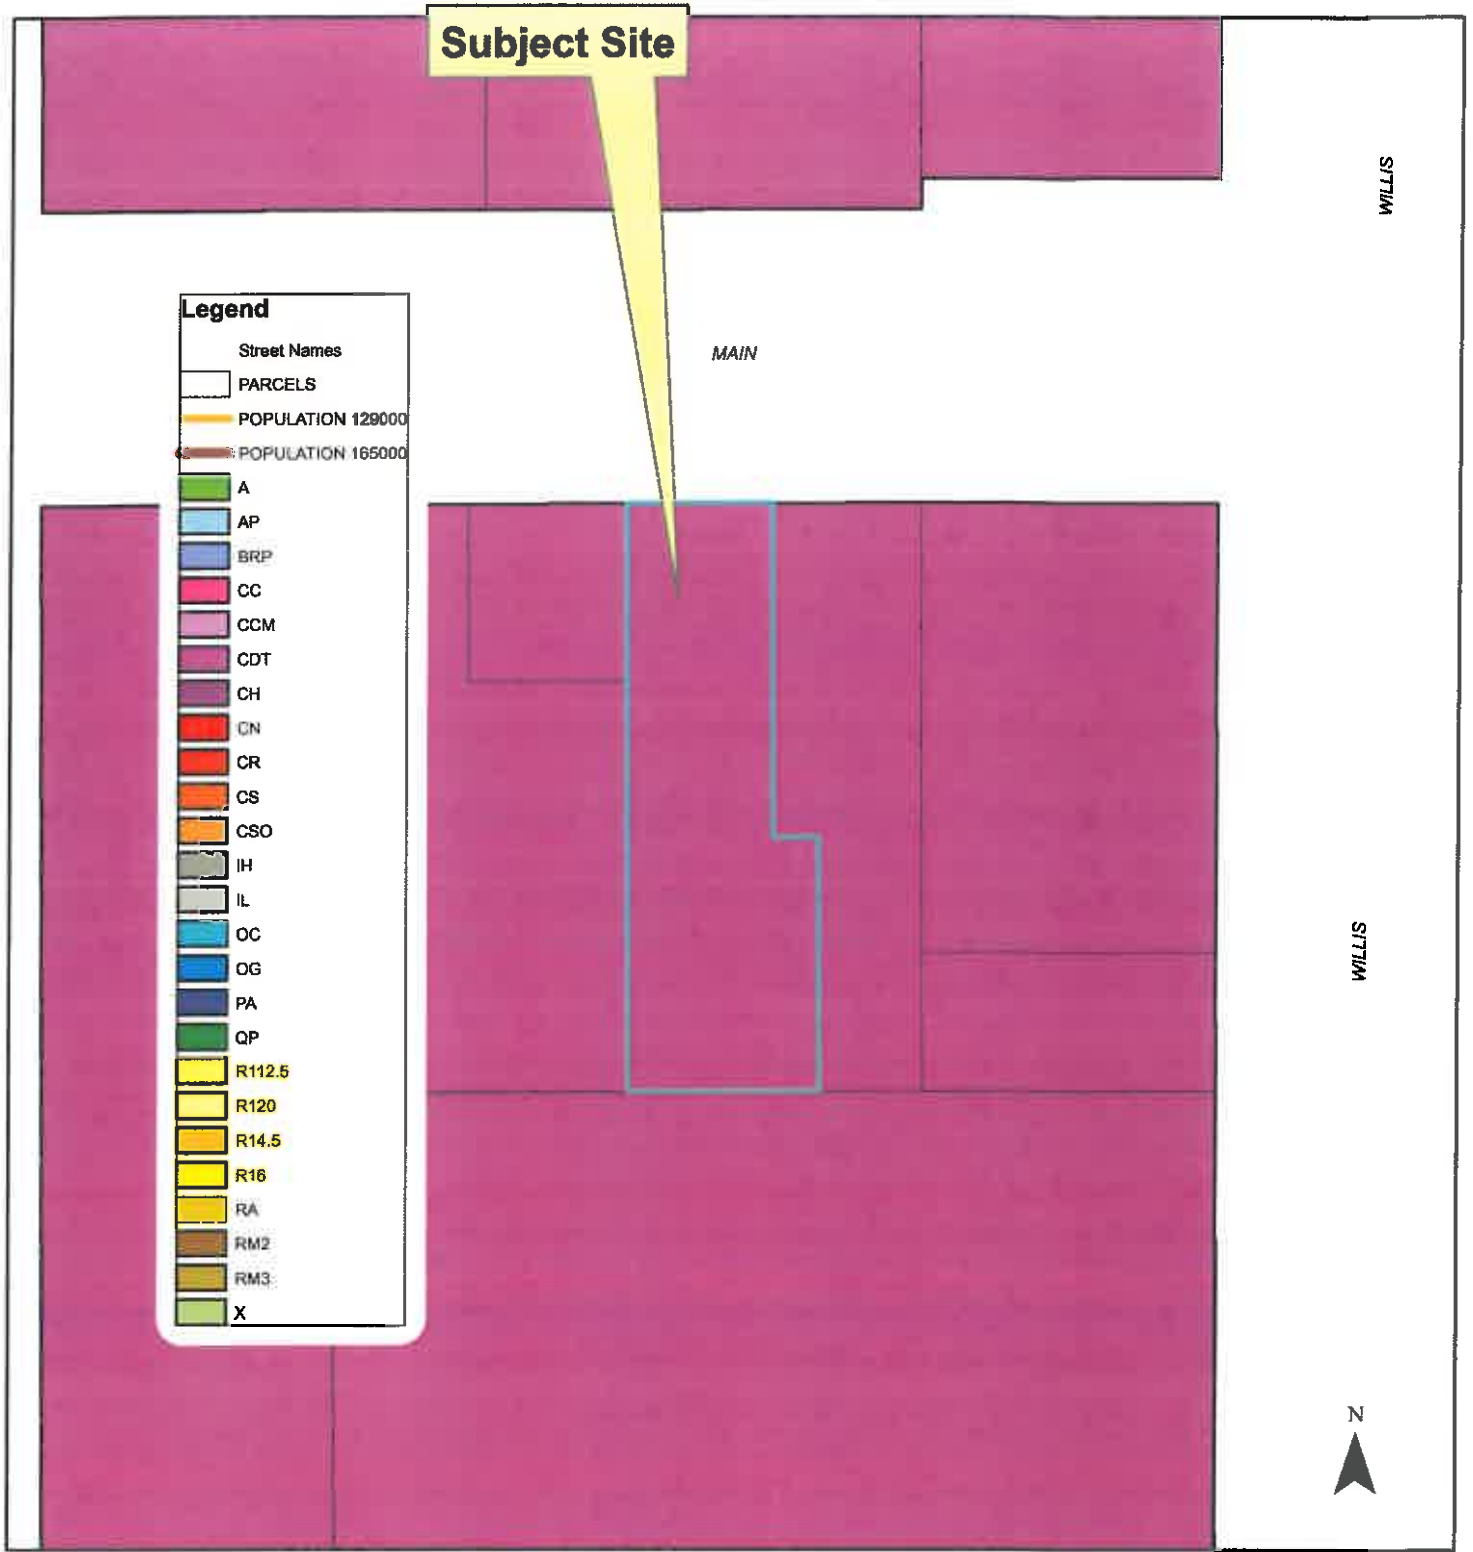 Subject Site
WILLIS
Legend
Street Names
PARCELS
POPULATION 129000
POPULATION 165000
A
AP
BRP
CC
CCM
CDT
CH
CN
CR
CS
CSO
IH
IL
OC
OG
PA
QP
R112.5
R120
R14.5
R16
RA
RM2
RM3
X
MAIN
WILLIS
N